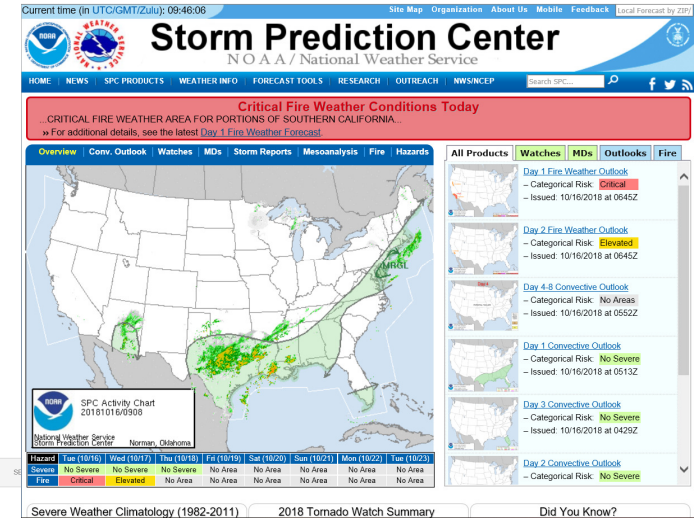 Current time (in UTC/GMT/Zulu): 09:46:06
Site Map Organization About Us Mobile Feedback Local Forecast by ZIP/
NOAA
Storm Prediction Center
NOAA / National Weather Service
HOME NEWS SPC PRODUCTS WEATHER INFO FORECAST TOOLS RESEARCH OUTREACH NWS/NCEP Search SPC...
Critical Fire Weather Conditions Today
...CRITICAL FIRE WEATHER AREA FOR PORTIONS OF SOUTHERN CALIFORNIA...
» For additional details, see the latest Day 1 Fire Weather Forecast.
Overview Conv. Outlook Watches MDs Storm Reports Mesoanalysis Fire Hazards
MRGL
NOAA
SPC Activity Chart
20181016/0908
National Weather Service
Storm Prediction Center Norman, Oklahoma
Hazard Tue (10/16) Wed (10/17) Thu (10/18) Fri (10/19) Sat (10/20) Sun (10/21) Mon (10/22) Tue (10/23)
Severe No Severe No Severe No Severe No Area No Area No Area No Area No Area
Fire Critical Elevated No Area No Area No Area No Area No Area No Area
All Products Watches MDs Outlooks Fire
Day 1 Fire Weather Outlook
– Categorical Risk: Critical
– Issued: 10/16/2018 at 0645Z
Day 2 Fire Weather Outlook
– Categorical Risk: Elevated
– Issued: 10/16/2018 at 0645Z
Day 4-8 Convective Outlook
– Categorical Risk: No Areas
– Issued: 10/16/2018 at 0552Z
Day 1 Convective Outlook
– Categorical Risk: No Severe
– Issued: 10/16/2018 at 0513Z
Day 3 Convective Outlook
– Categorical Risk: No Severe
– Issued: 10/16/2018 at 0429Z
Day 2 Convective Outlook
– Categorical Risk: No Severe
Severe Weather Climatology (1982-2011)
2018 Tornado Watch Summary
Did You Know?